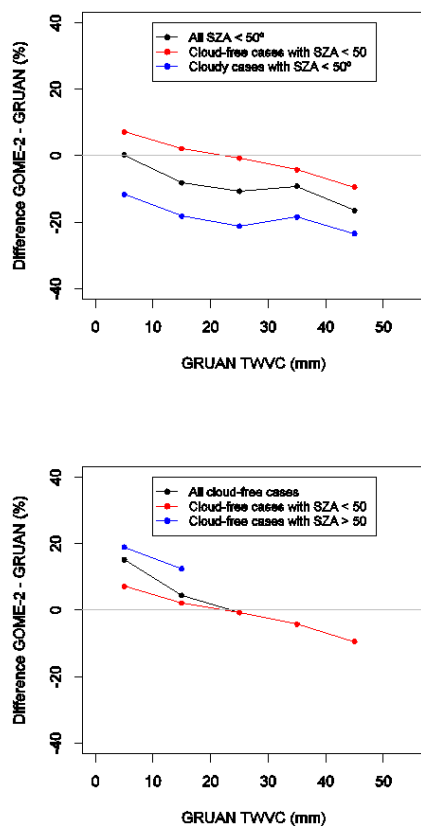 All SZA < 50º
Cloud-free cases with SZA < 50
Cloudy cases with SZA < 50º
Difference GOME-2 - GRUAN (%)
40
20
0
-20
-40
0 10 20 30 40 50
GRUAN TWVC (mm)
All cloud-free cases
Cloud-free cases with SZA < 50
Cloud-free cases with SZA > 50
Difference GOME-2 - GRUAN (%)
40
20
0
-20
-40
0 10 20 30 40 50
GRUAN TWVC (mm)